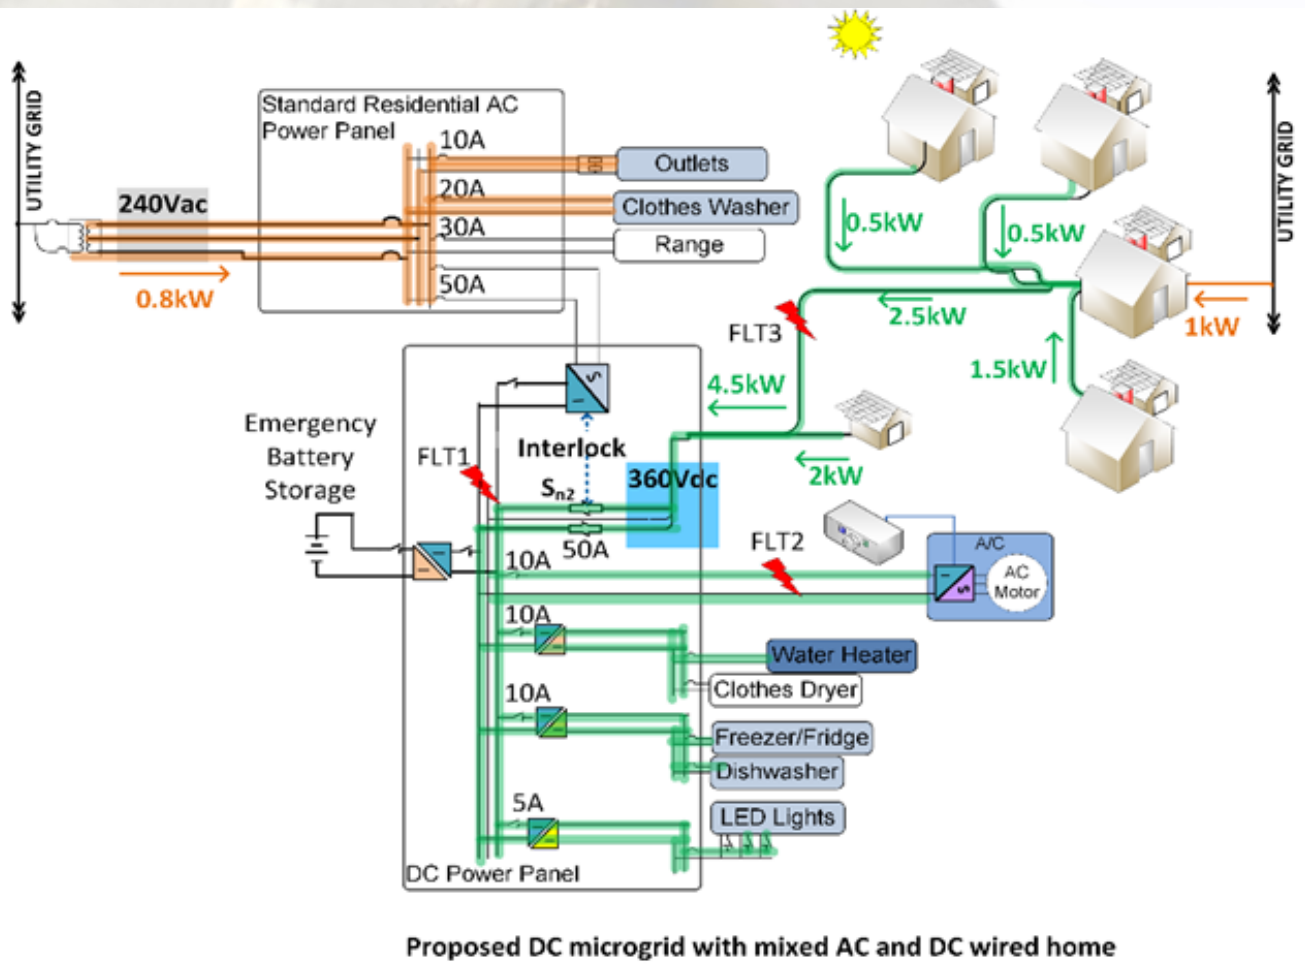 UTILITY GRID
Standard Residential AC
Power Panel
10A
Outlets
240Vac
20A
Clothes Washer
30A
Range
0.8kW
50A
0.5kW
0.5kW
UTILITY GRID
2.5kW
1kW
FLT3
1.5kW
4.5kW
2kW
Emergency
Battery
Storage
FLT1
Interlock
Sn2
360Vdc
50A
FLT2
A/C
AC
Motor
10A
10A
Water Heater
Clothes Dryer
10A
Freezer/Fridge
Dishwasher
5A
LED Lights
DC Power Panel
Proposed DC microgrid with mixed AC and DC wired home